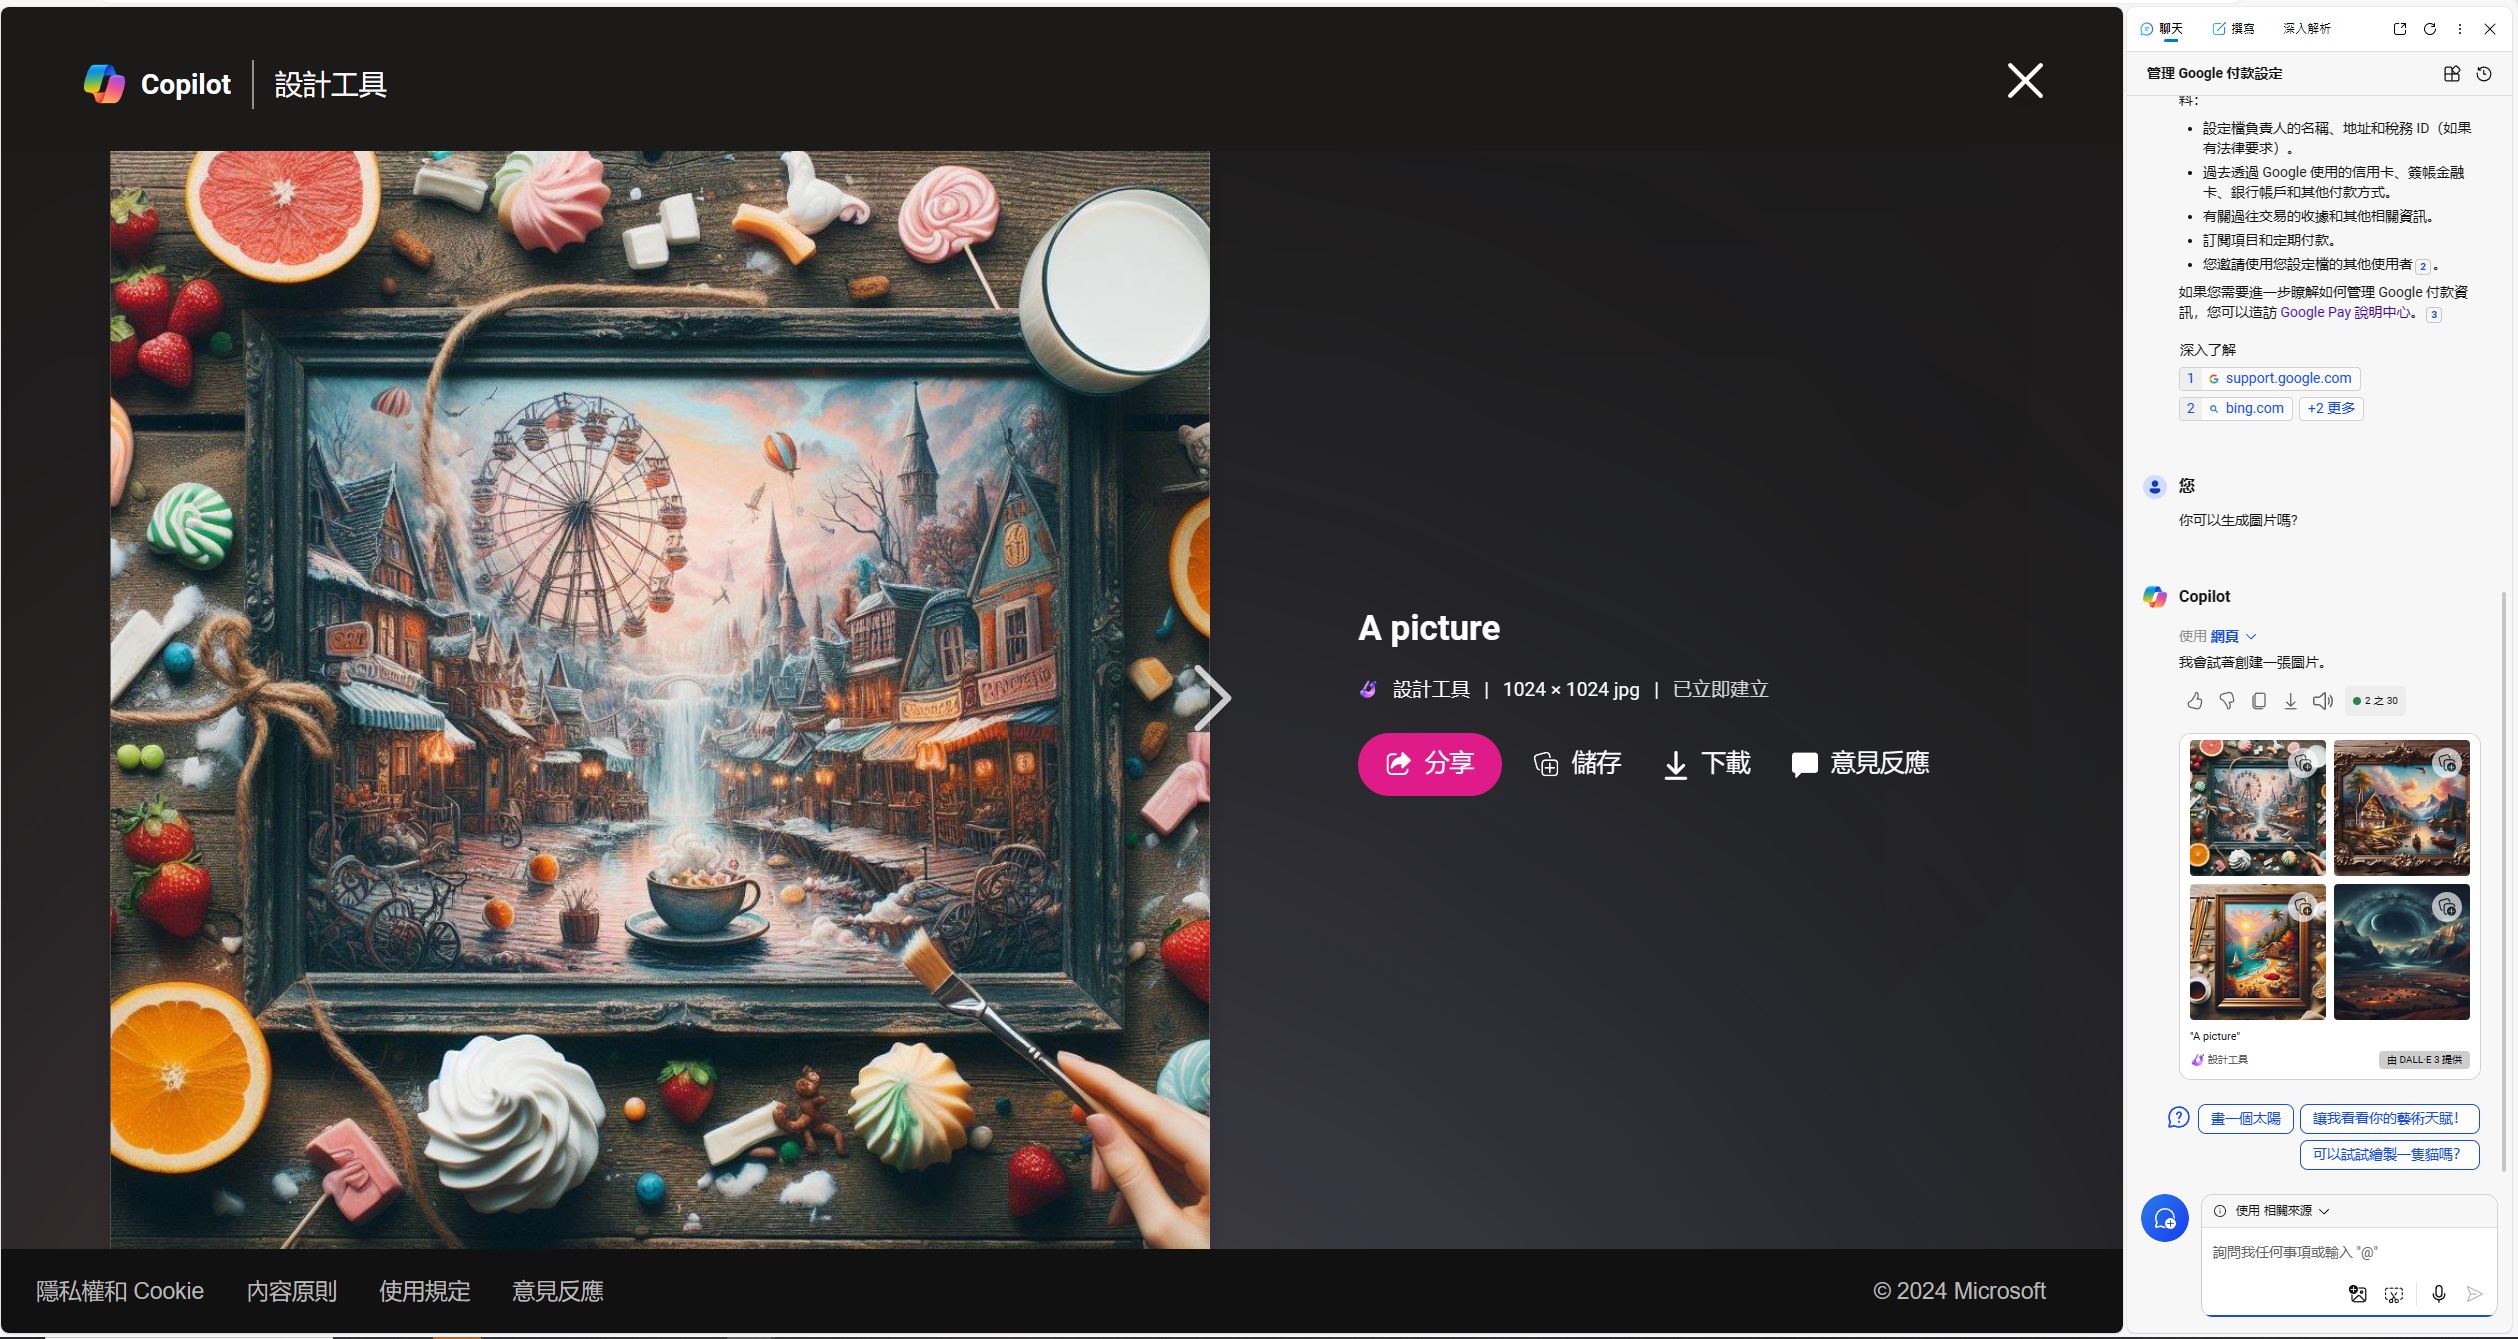 Copilot
設計工具
A picture
設計工具 | 1024 × 1024 jpg | 已立即建立
分享
儲存
下載
意見反應
隱私權和 Cookie
內容原則
使用規定
意見反應
© 2024 Microsoft
聊天
撰寫
深入解析
管理 Google 付款設定
料：
• 設定檔負責人的名稱、地址和稅務 ID（如果
有法律要求）。
• 過去透過 Google 使用的信用卡、簽帳金融
卡、銀行帳戶和其他付款方式。
• 有關過往交易的收據和其他相關資訊。
• 訂閱項目和定期付款。
• 您邀請使用您設定檔的其他使用者 2 。
如果您需要進一步瞭解如何管理 Google 付款資
訊，您可以造訪 Google Pay 說明中心。 3
深入了解
1 support.google.com
2 bing.com +2 更多
您
你可以生成圖片嗎?
Copilot
使用 網頁
我會試著創建一張圖片。
2 之 30
"A picture"
設計工具
由 DALL·E 3 提供
畫一個太陽
讓我看看你的藝術天賦!
可以試試繪製一隻貓嗎?
使用 相關來源
詢問我任何事項或輸入 "@"